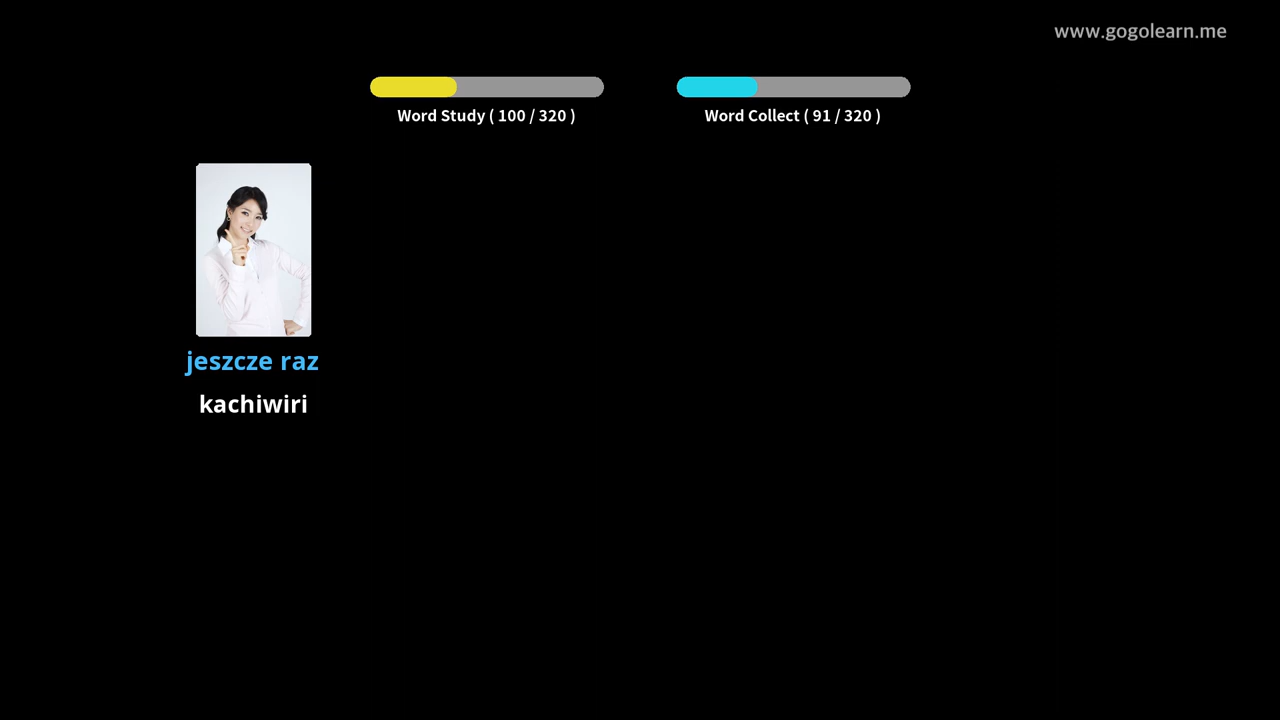 www.gogolearn.me
Word Study ( 100 / 320 )
Word Collect ( 91 / 320 )
jeszcze raz
kachiwiri